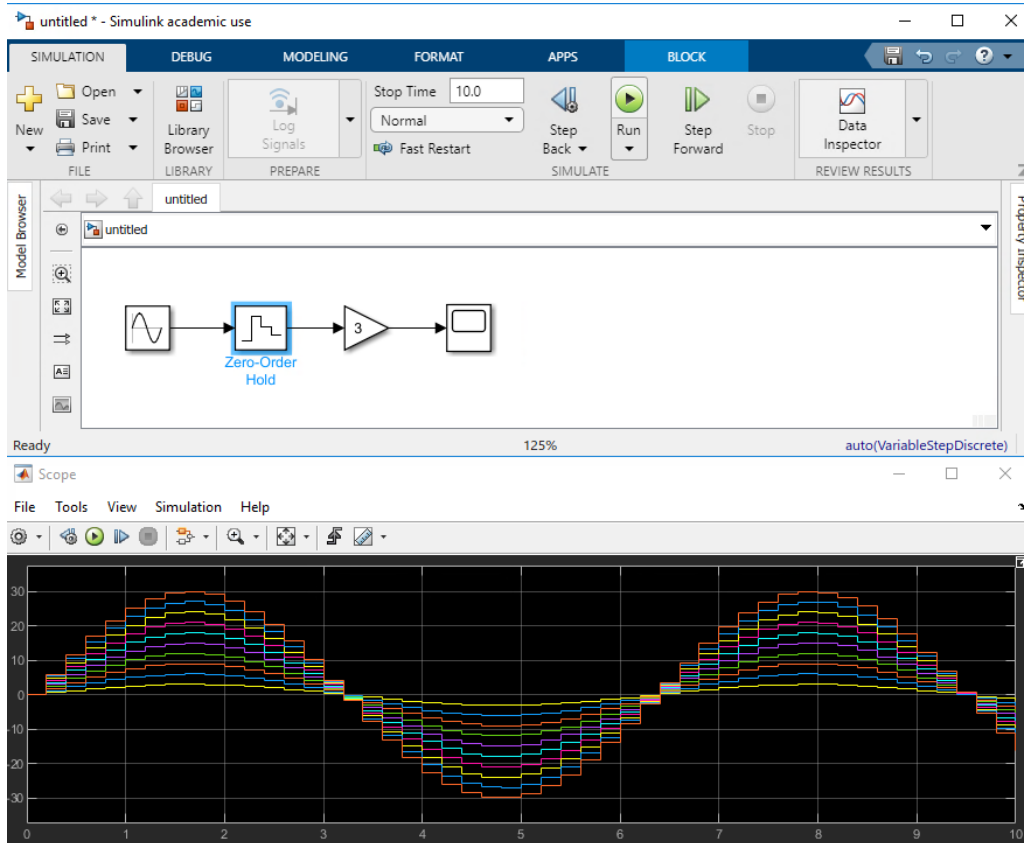 untitled * - Simulink academic use
SIMULATION DEBUG MODELING FORMAT APPS BLOCK
New
Open
Save
Print
FILE
Library
Browser
LIBRARY
Log
Signals
PREPARE
Stop Time 10.0
Normal
Fast Restart
Step
Back
Run
Step
Forward
Stop
SIMULATE
Data
Inspector
REVIEW RESULTS
Model Browser
untitled
untitled
Property Inspector
3
Zero-Order
Hold
Ready 125% auto(VariableStepDiscrete)
Scope
File Tools View Simulation Help
30
20
10
0
-10
-20
-30
0 1 2 3 4 5 6 7 8 9 10